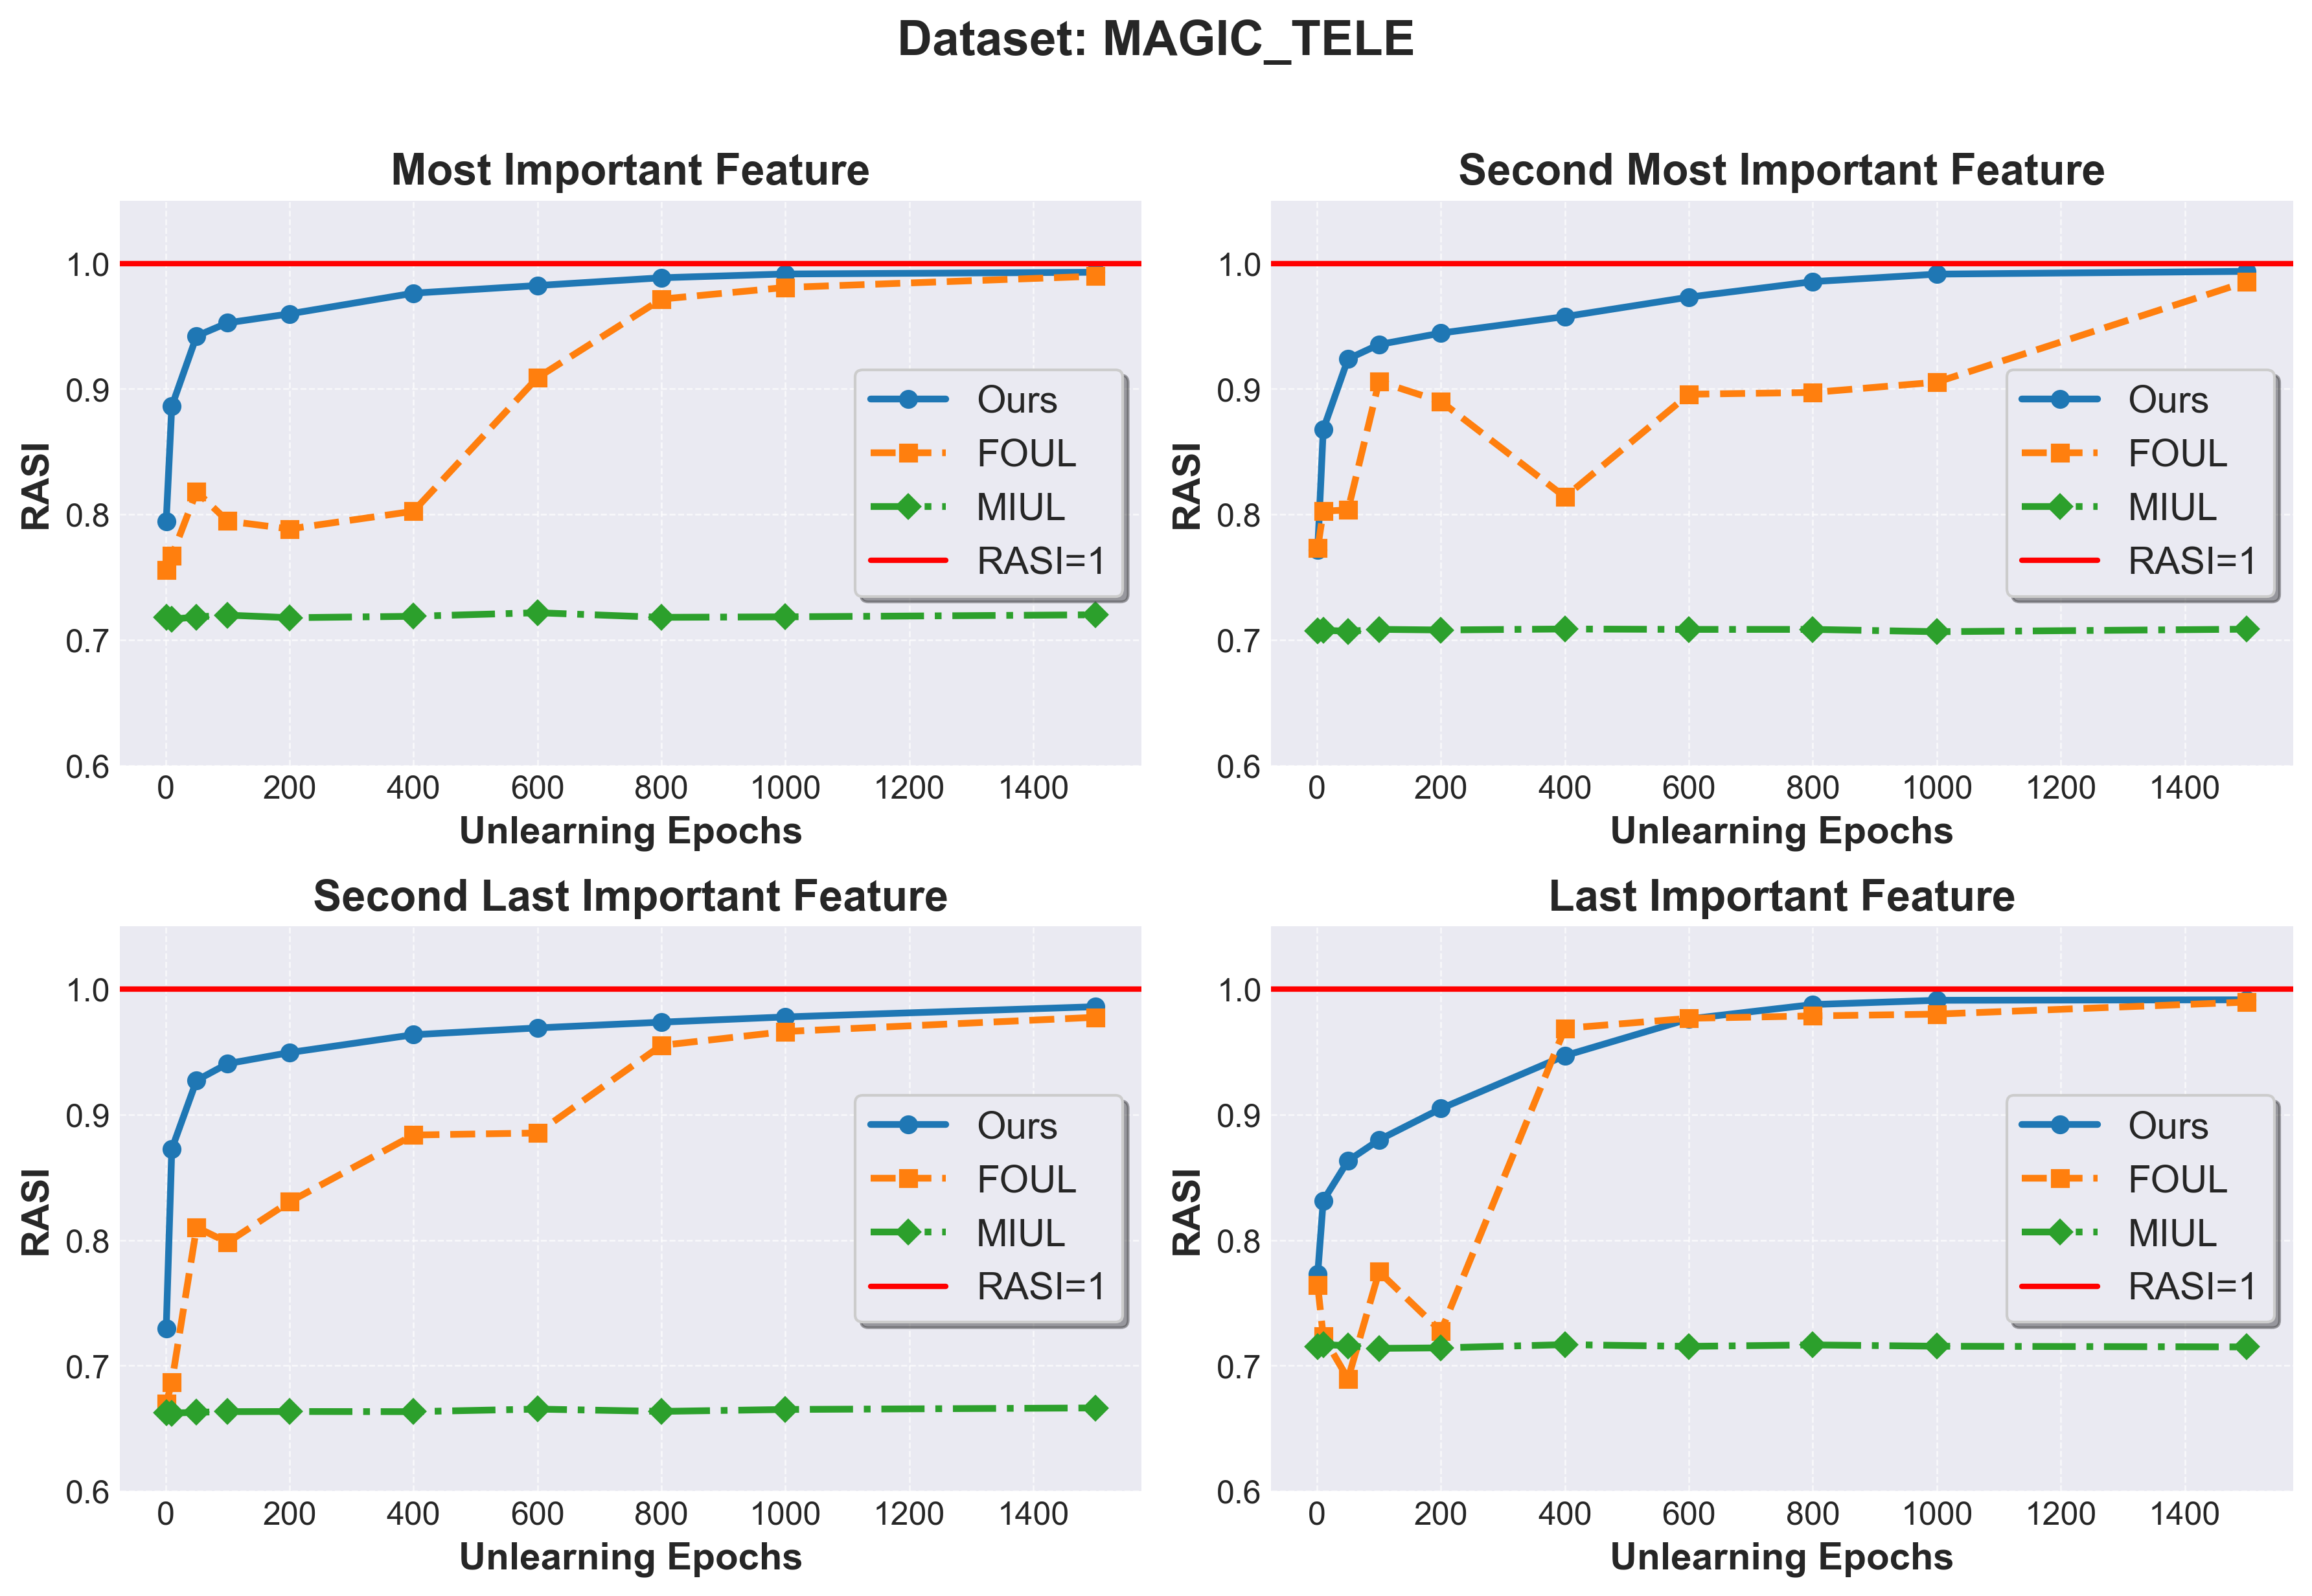 Dataset: MAGIC_TELE
Most Important Feature
RASI
1.0
0.9
0.8
0.7
0.6
0 200 400 600 800 1000 1200 1400
Unlearning Epochs
Ours
FOUL
MIUL
RASI=1
Second Most Important Feature
RASI
1.0
0.9
0.8
0.7
0.6
0 200 400 600 800 1000 1200 1400
Unlearning Epochs
Ours
FOUL
MIUL
RASI=1
Second Last Important Feature
RASI
1.0
0.9
0.8
0.7
0.6
0 200 400 600 800 1000 1200 1400
Unlearning Epochs
Ours
FOUL
MIUL
RASI=1
Last Important Feature
RASI
1.0
0.9
0.8
0.7
0.6
0 200 400 600 800 1000 1200 1400
Unlearning Epochs
Ours
FOUL
MIUL
RASI=1